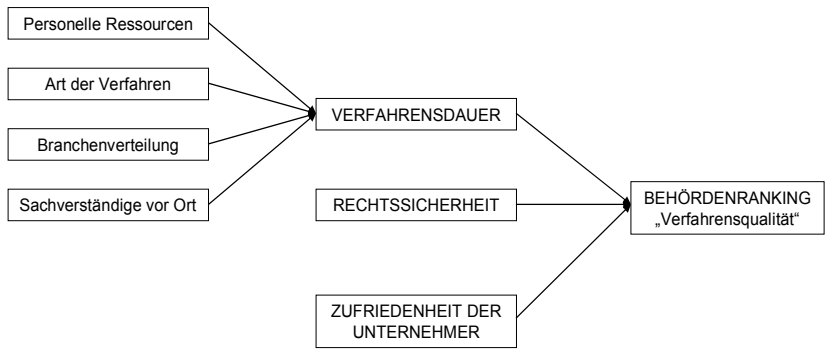 Personelle Ressourcen
Art der Verfahren
Branchenverteilung
Sachverständige vor Ort
VERFAHRENSDAUER
RECHTSSICHERHEIT
ZUFRIEDENHEIT DER
UNTERNEHMER
BEHÖRDENRANKING
„Verfahrensqualität“